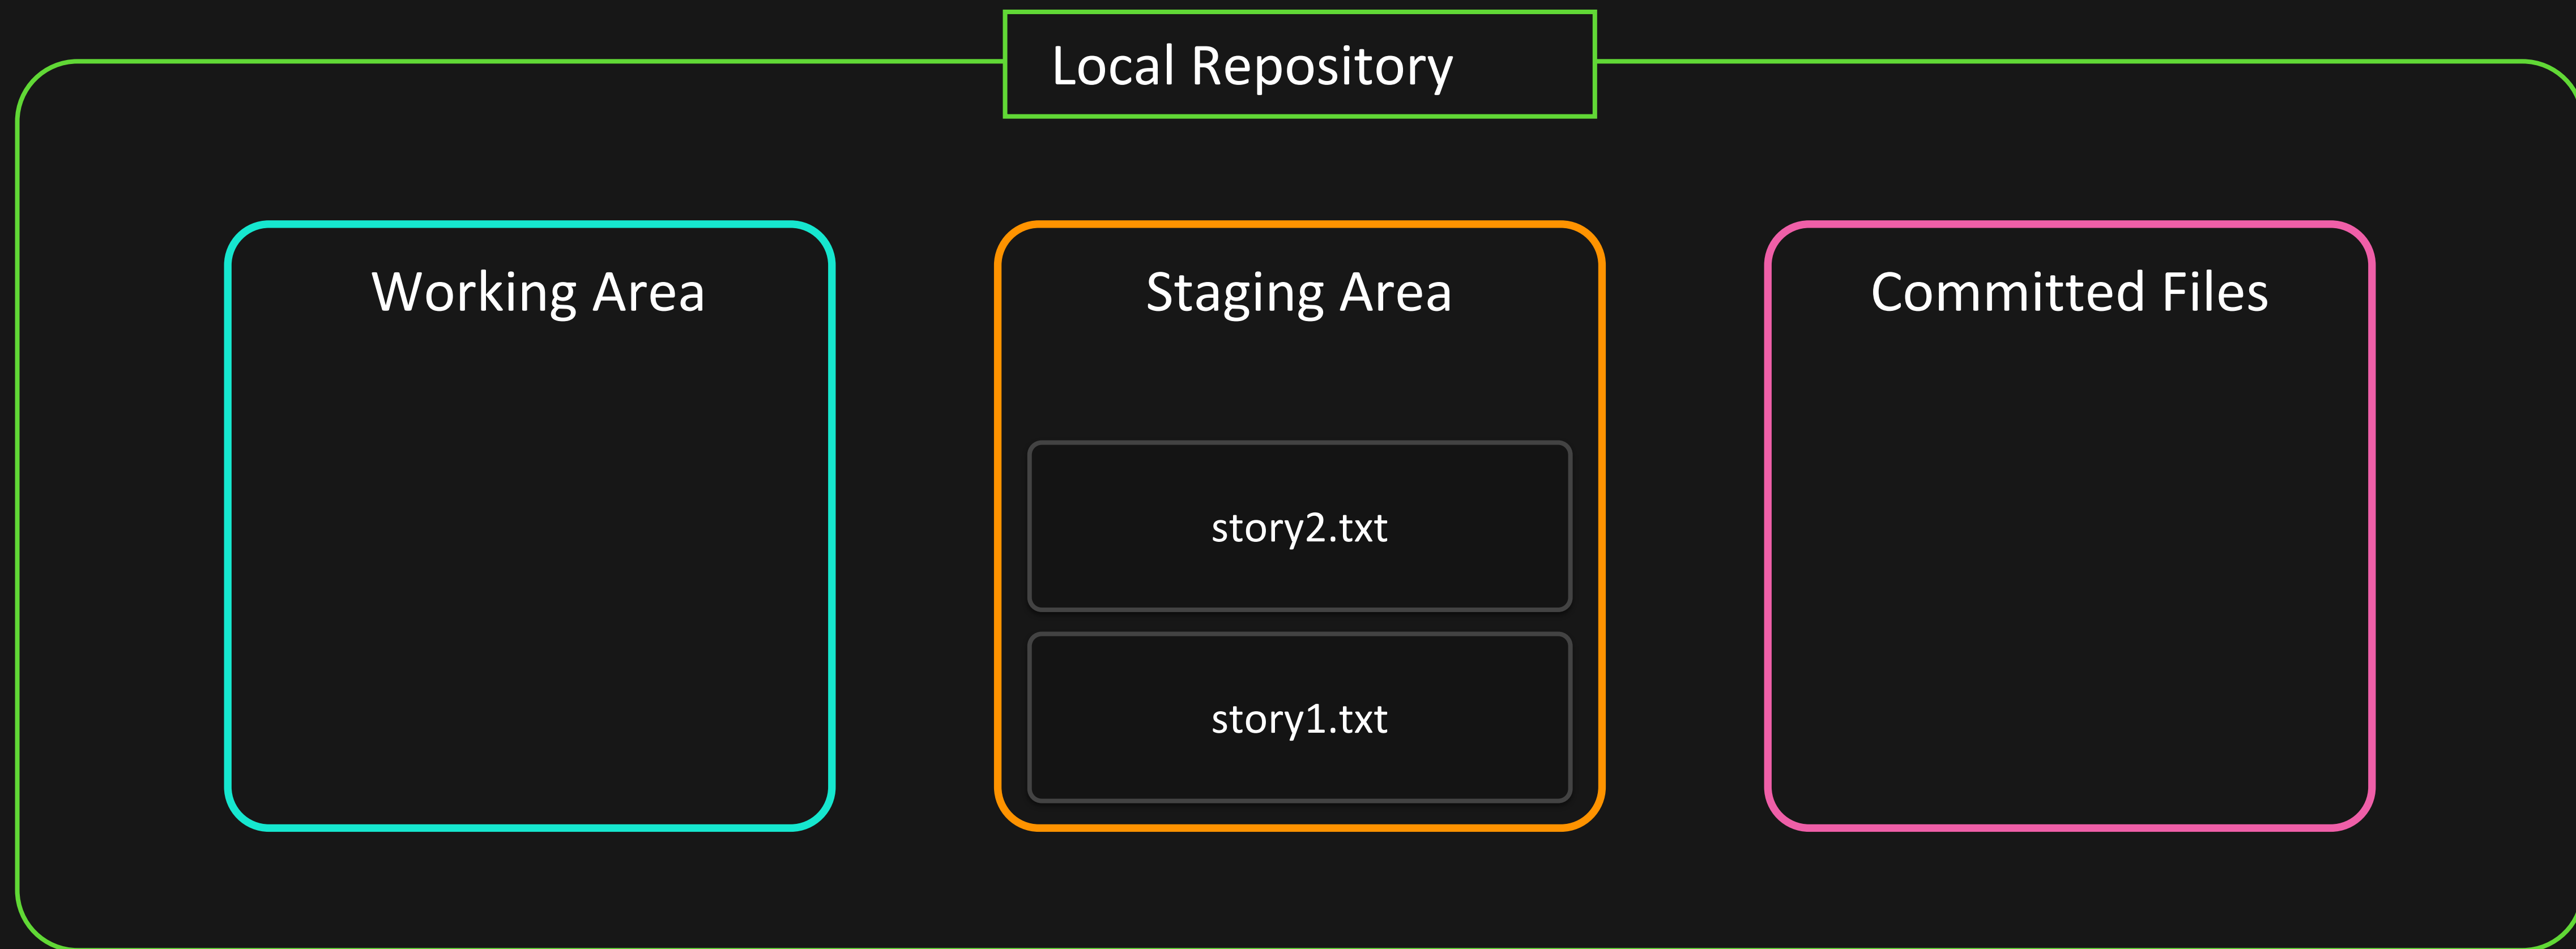 Local Repository
Working Area
Staging Area
Committed Files
story2.txt
story1.txt